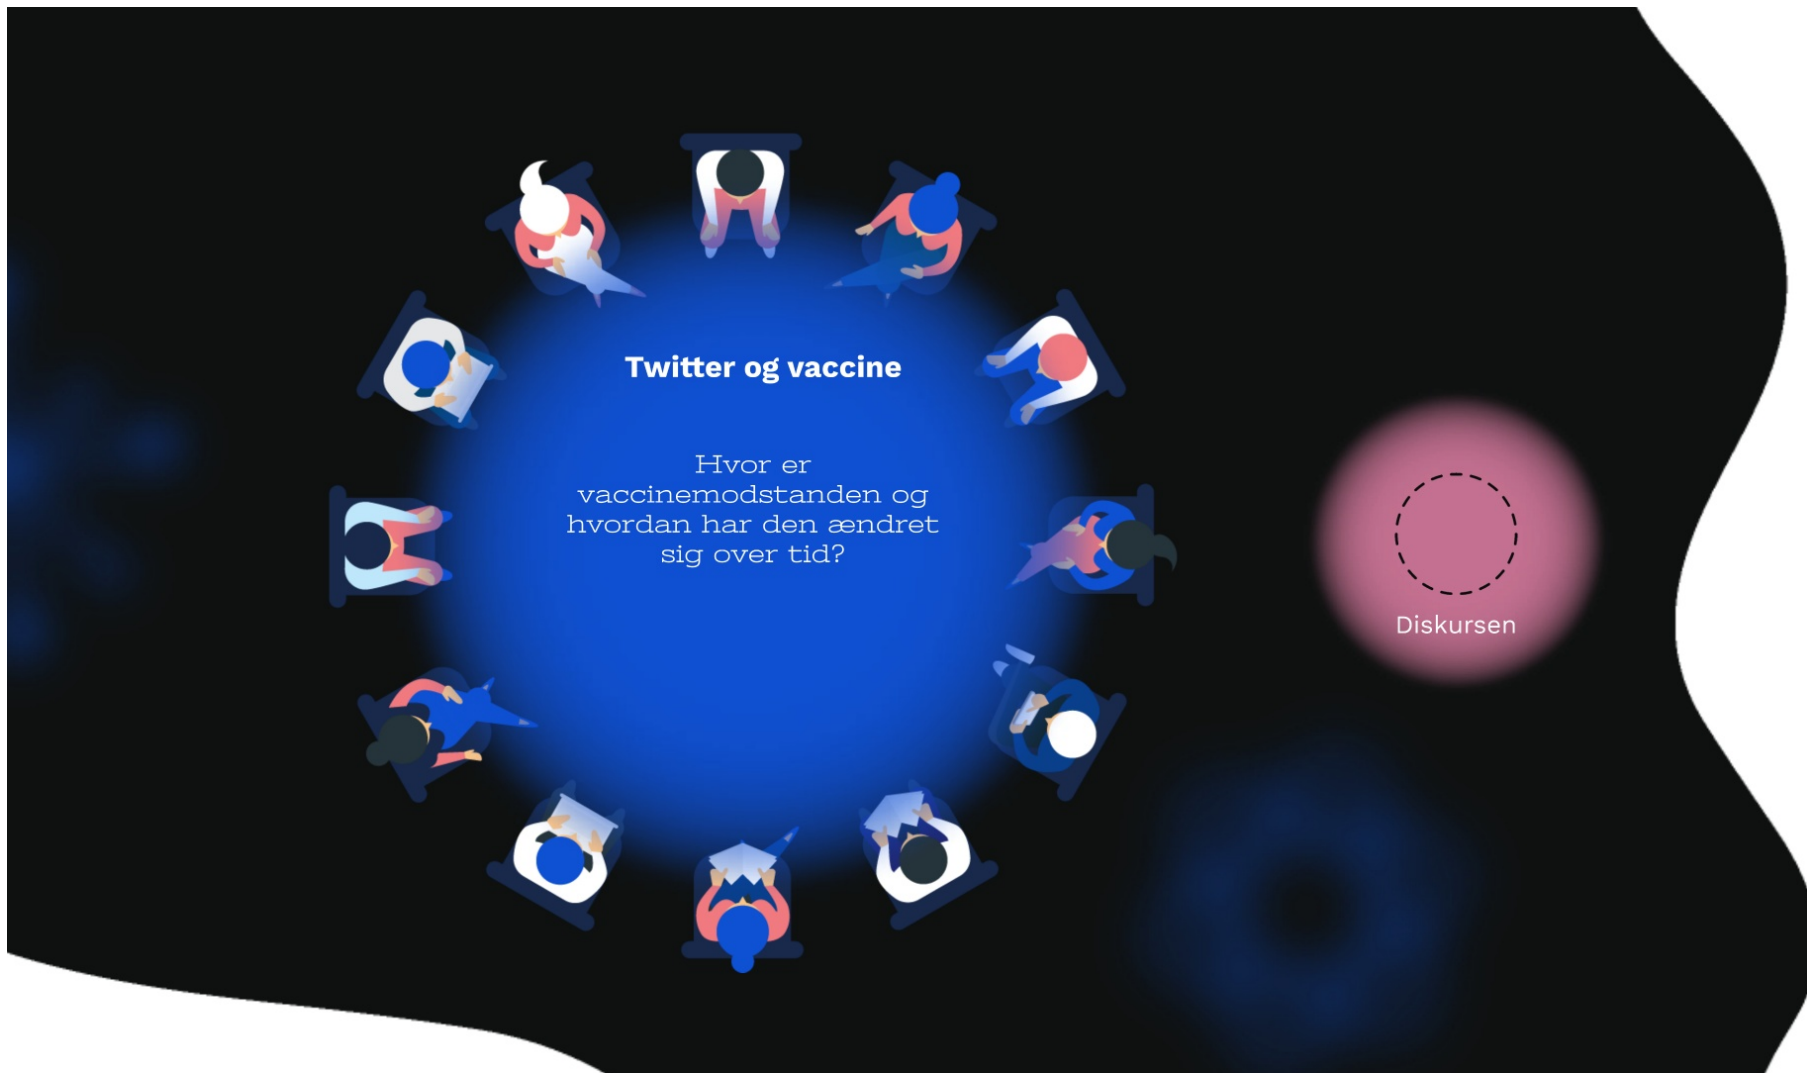 Twitter og vaccine
Hvor er
vaccinemodstanden og
hvordan har den ændret
sig over tid?
Diskursen